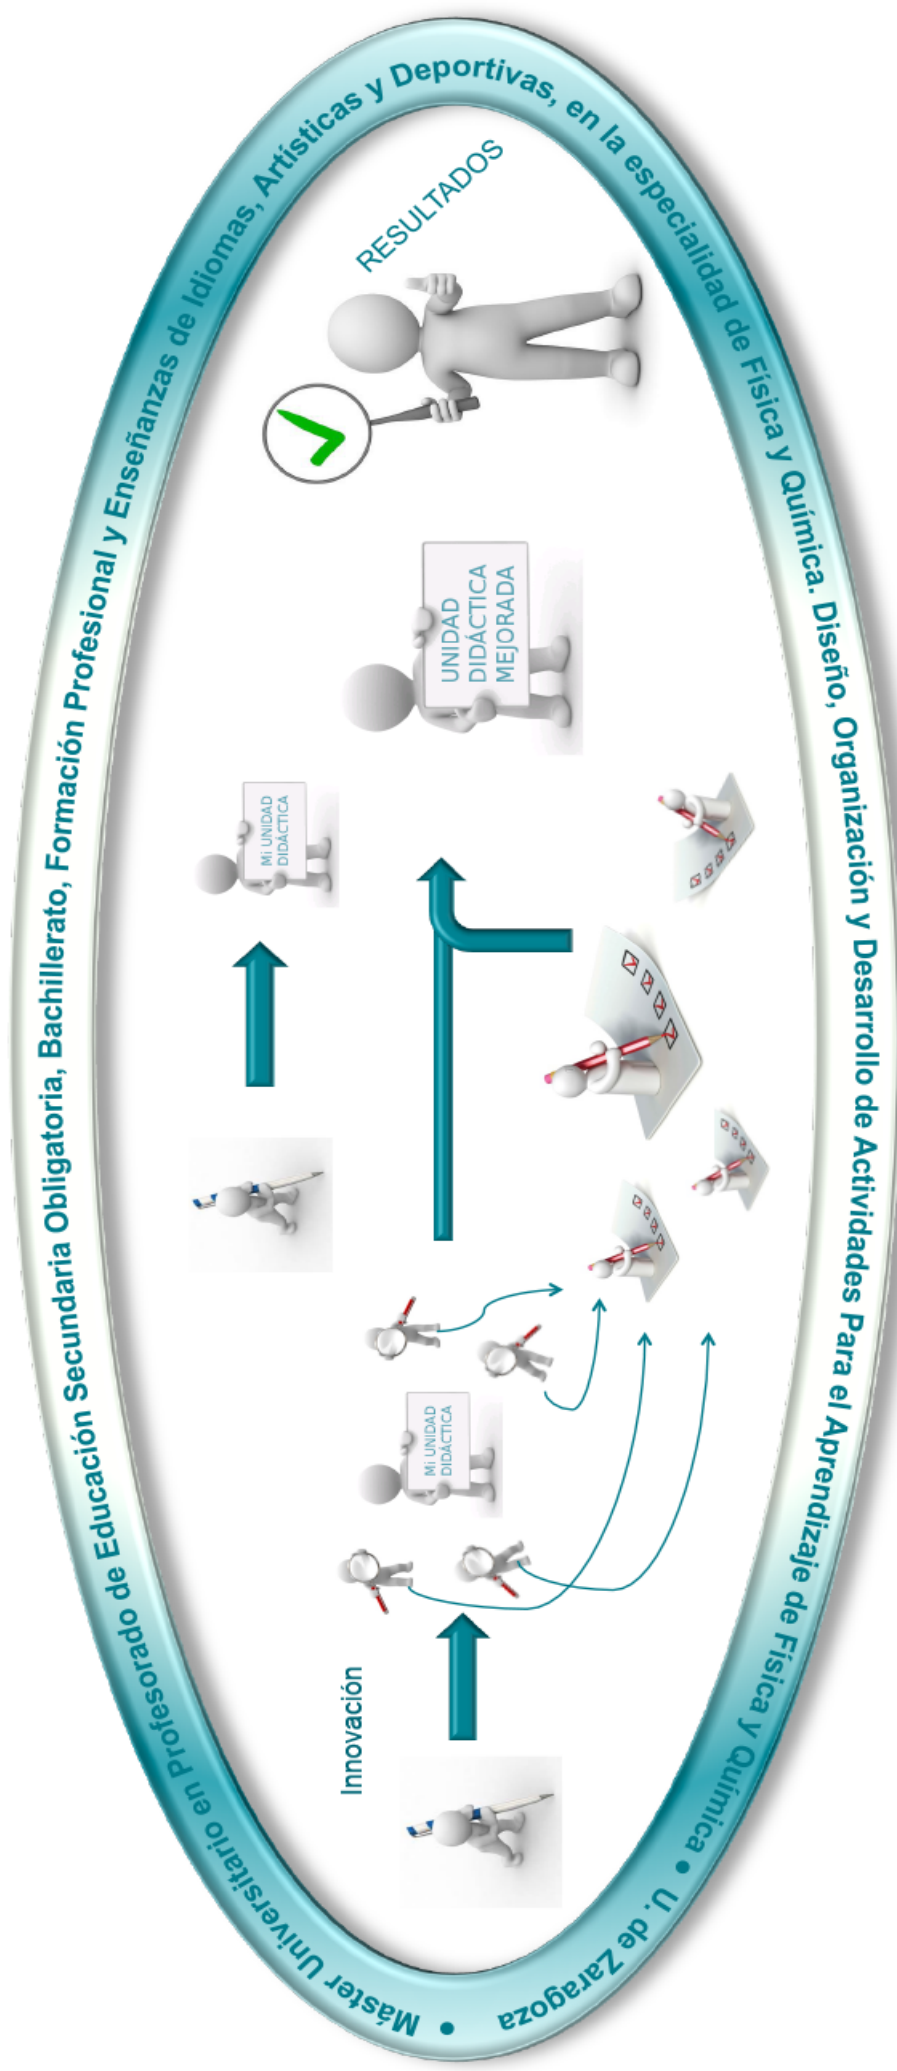 • Máster Universitario en Profesorado de Educación Secundaria Obligatoria, Bachillerato, Formación Profesional y Enseñanzas de Idiomas, Artísticas y Deportivas, en la especialidad de Física y Química. Diseño, Organización y Desarrollo de Actividades Para el Aprendizaje de Física y Química • U. de Zaragoza
Mi UNIDAD
DIDÁCTICA
RESULTADOS
Innovación
Mi UNIDAD
DIDÁCTICA
UNIDAD
DIDÁCTICA
MEJORADA